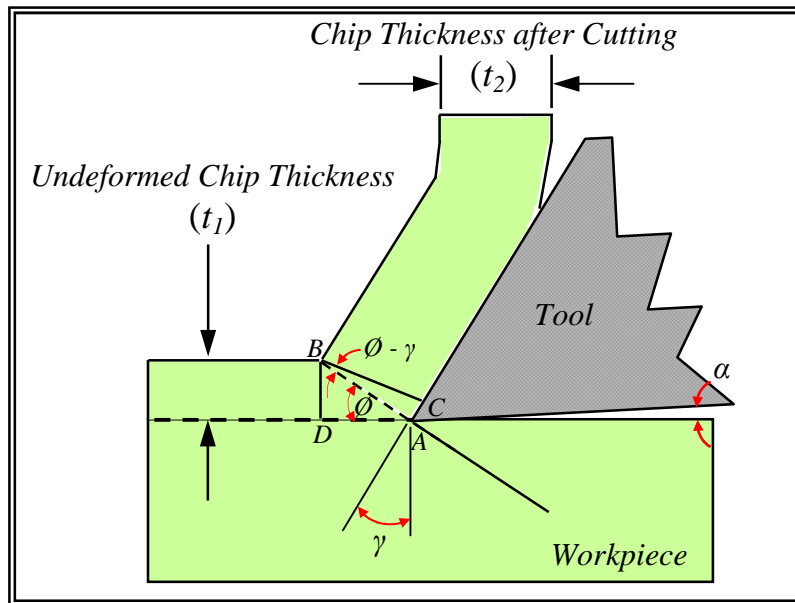 Chip Thickness after Cutting
(t2)
Undeformed Chip Thickness
(t1)
Tool
B
Ø - γ
α
Ø
C
D
A
γ
Workpiece